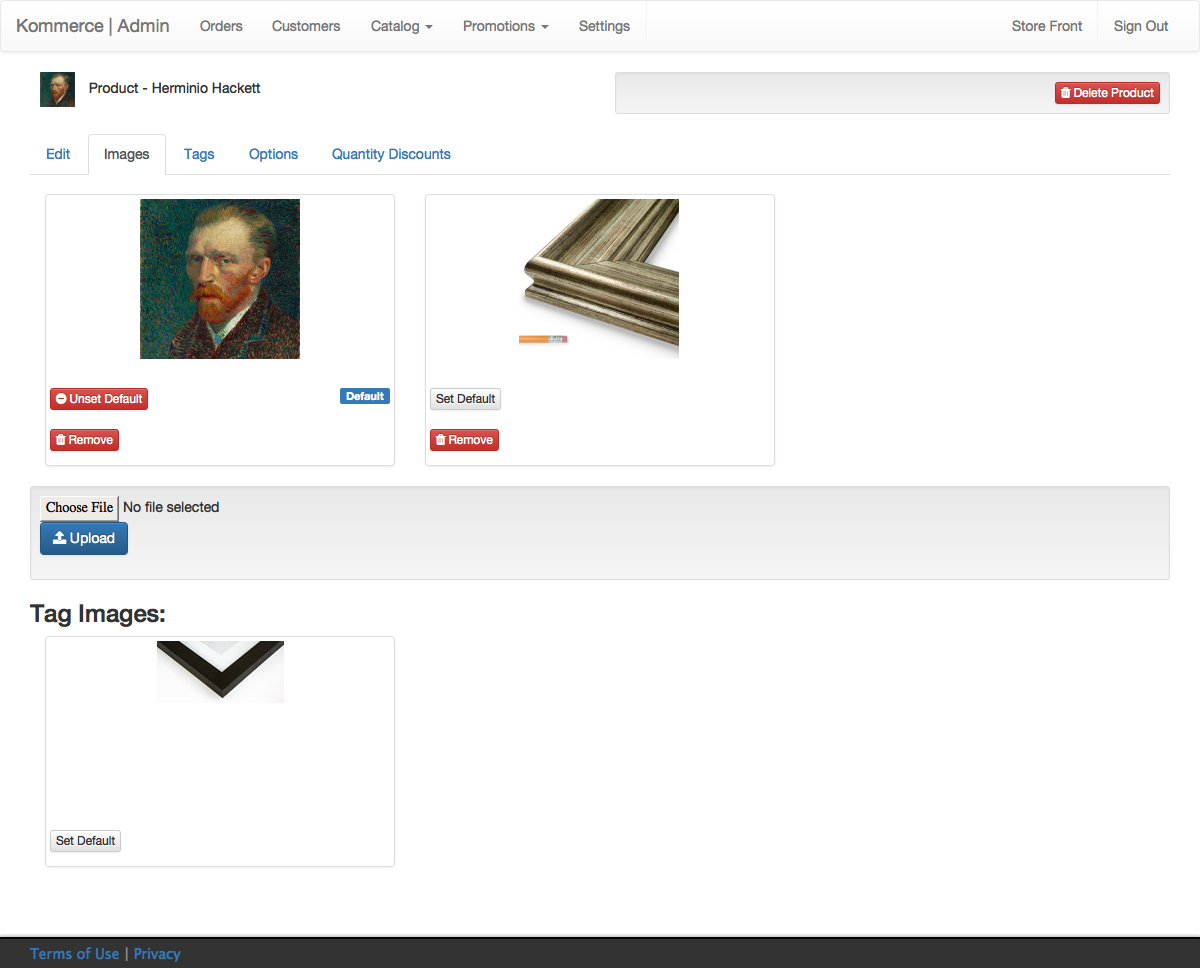 Kommerce | Admin Orders Customers Catalog Promotions Settings Store Front Sign Out
Product - Herminio Hackett
Delete Product
Edit Images Tags Options Quantity Discounts
Unset Default Default Set Default
Remove Remove
Choose File No file selected
Upload
Tag Images:
Set Default
Terms of Use | Privacy